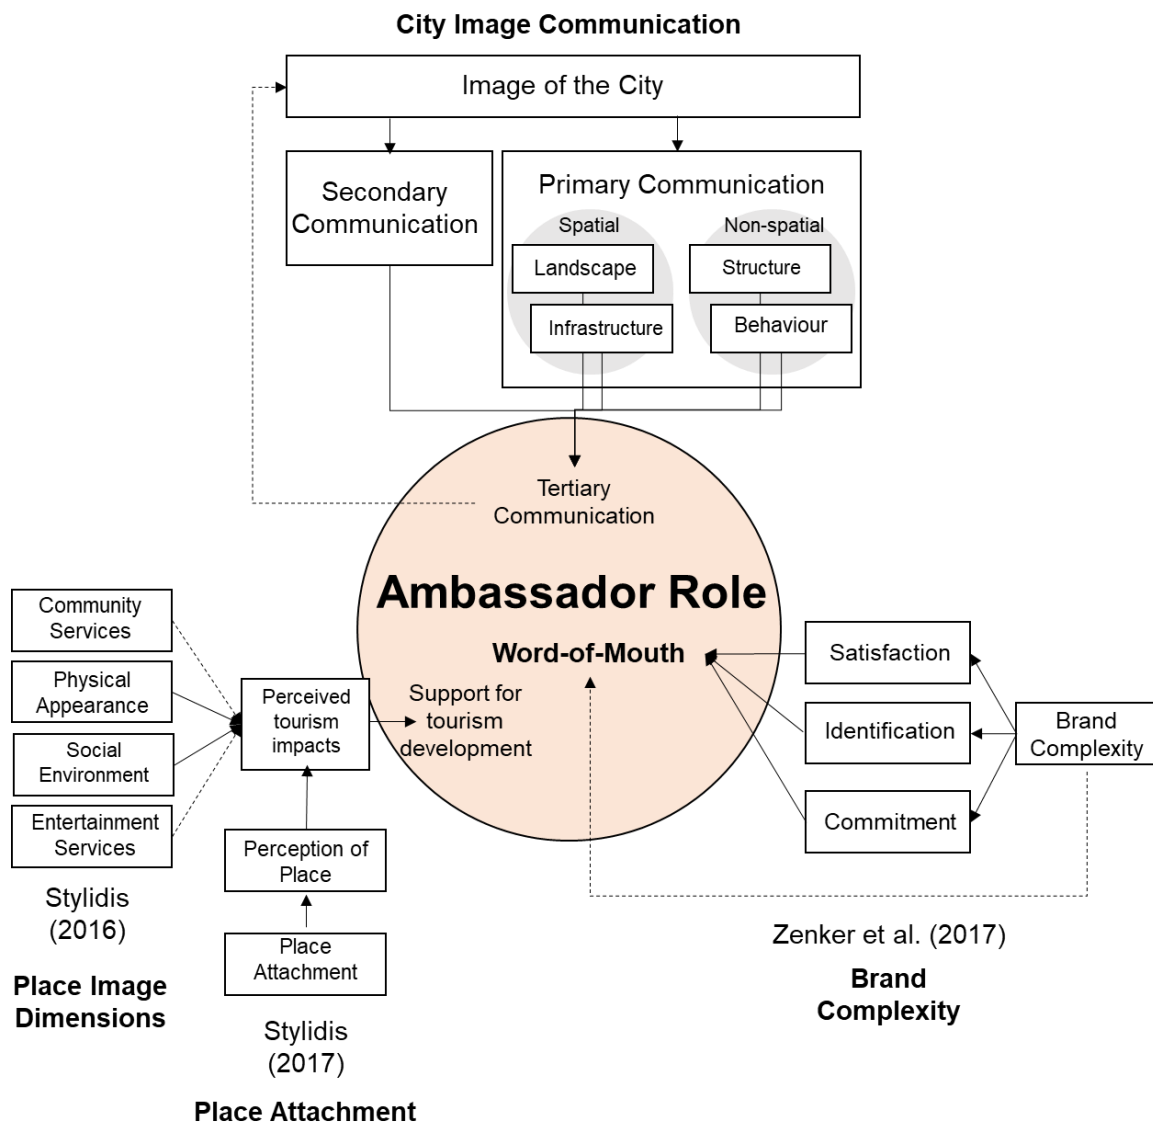 City Image Communication
Image of the City
Secondary
Communication
Primary Communication
Spatial
Landscape
Infrastructure
Non-spatial
Structure
Behaviour
Tertiary
Communication
Ambassador Role
Word-of-Mouth
Support for
tourism
development
Community
Services
Physical
Appearance
Social
Environment
Entertainment
Services
Stylidis
(2016)
Place Image
Dimensions
Perceived
tourism
impacts
Perception of
Place
Place
Attachment
Stylidis
(2017)
Place Attachment
Satisfaction
Identification
Commitment
Brand
Complexity
Zenker et al. (2017)
Brand
Complexity